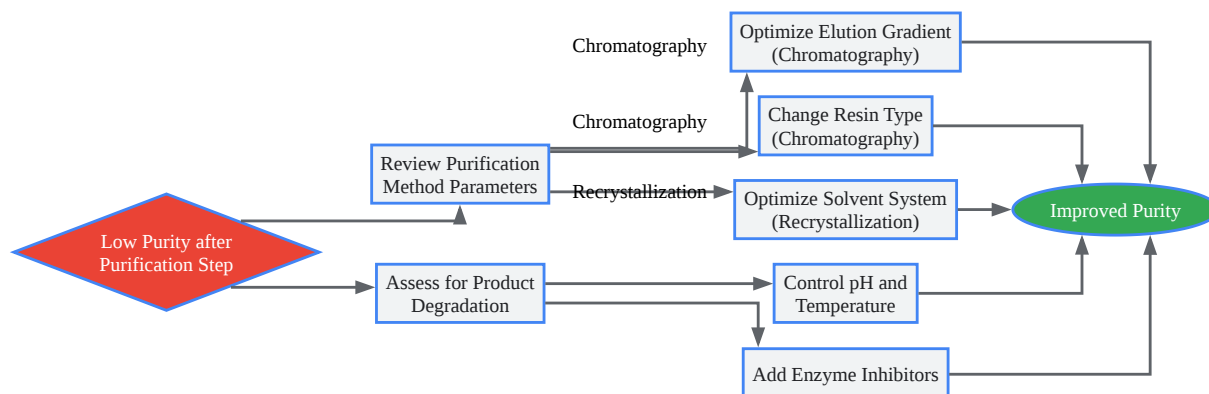 Low Purity after
Purification Step
Review Purification
Method Parameters
Assess for Product
Degradation
Chromatography
Chromatography
Recrystallization
Optimize Elution Gradient
(Chromatography)
Change Resin Type
(Chromatography)
Optimize Solvent System
(Recrystallization)
Control pH and
Temperature
Add Enzyme Inhibitors
Improved Purity